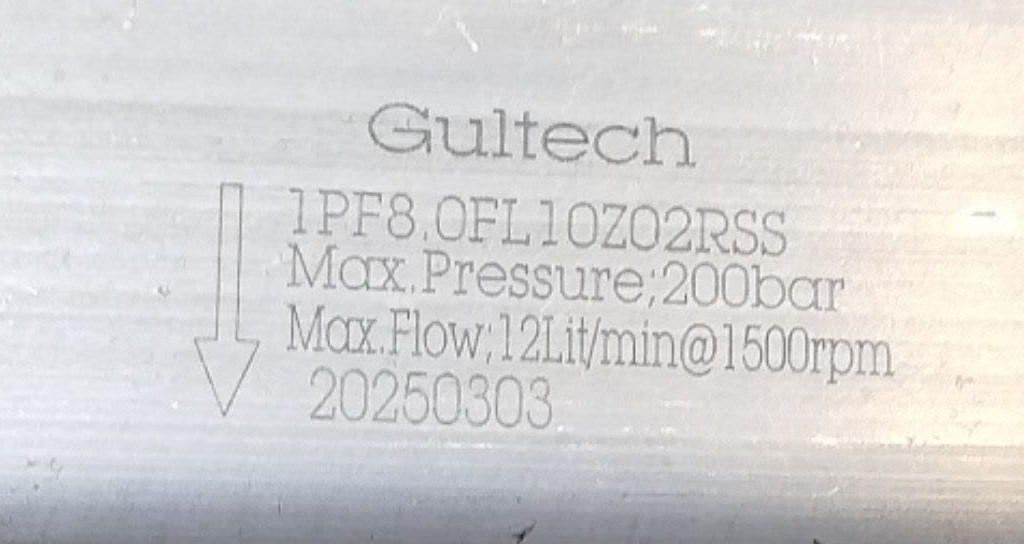 Gultech
1PF8.0FL10Z02RSS
Max.Pressure;200bar
Max.Flow;12Lit/min@1500rpm
20250303